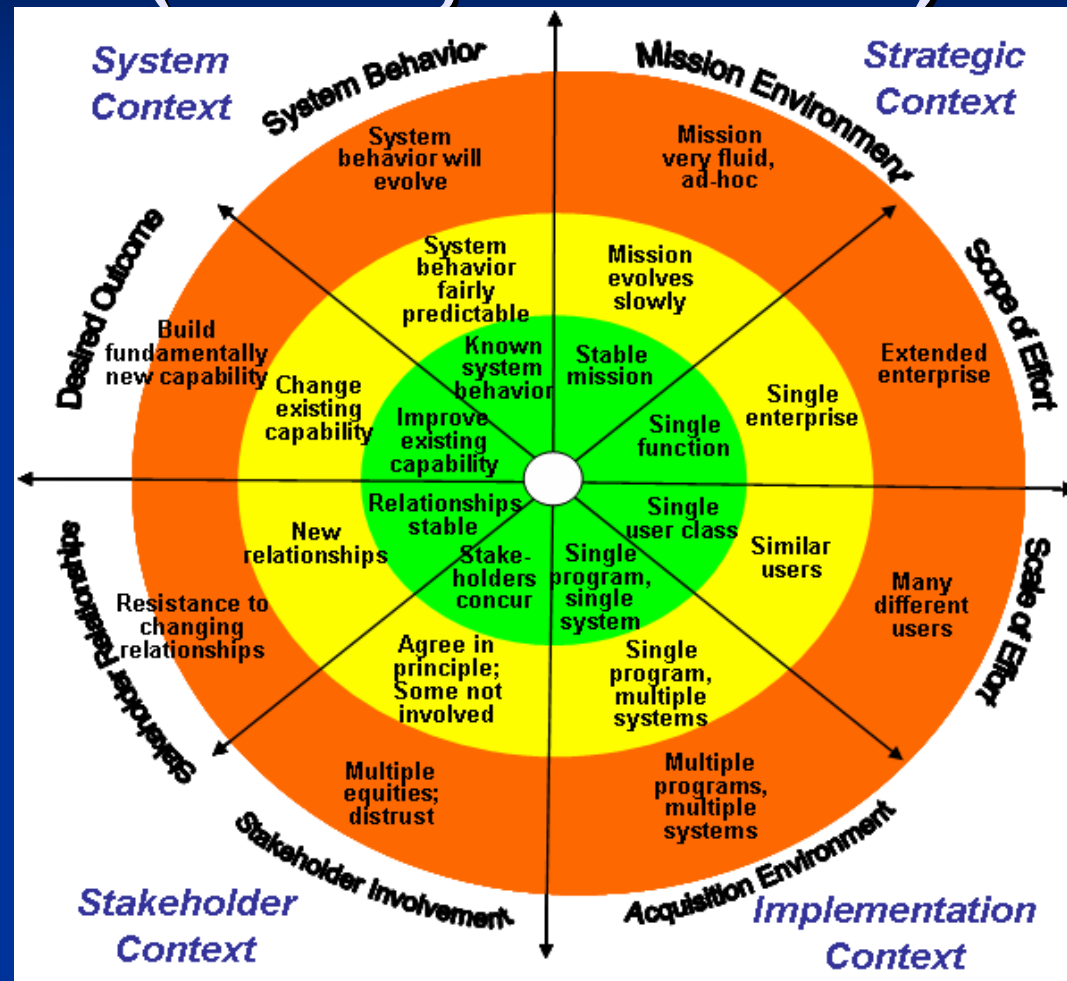 System
Context
System Behavior
Mission Environment
Strategic
Context
System
behavior will
evolve
Mission
very fluid,
ad-hoc
Desired Outcome
Scope of Effort
System
behavior
fairly
predictable
Mission
evolves
slowly
Build
fundamentally
new capability
Change
existing
capability
Known
system
behavior
Stable
mission
Extended
enterprise
Single
enterprise
Improve
existing
capability
Single
function
Relationships
stable
Single
user class
New
relationships
Stake-
holders
concur
Single
program,
single
system
Similar
users
Many
different
users
Resistance to
changing
relationships
Stakeholder Relationships
Scale of Effort
Agree in
principle;
Some not
involved
Single
program,
multiple
systems
Multiple
equities;
distrust
Multiple
programs,
multiple
systems
Stakeholder Involvement
Acquisition Environment
Stakeholder
Context
Implementation
Context